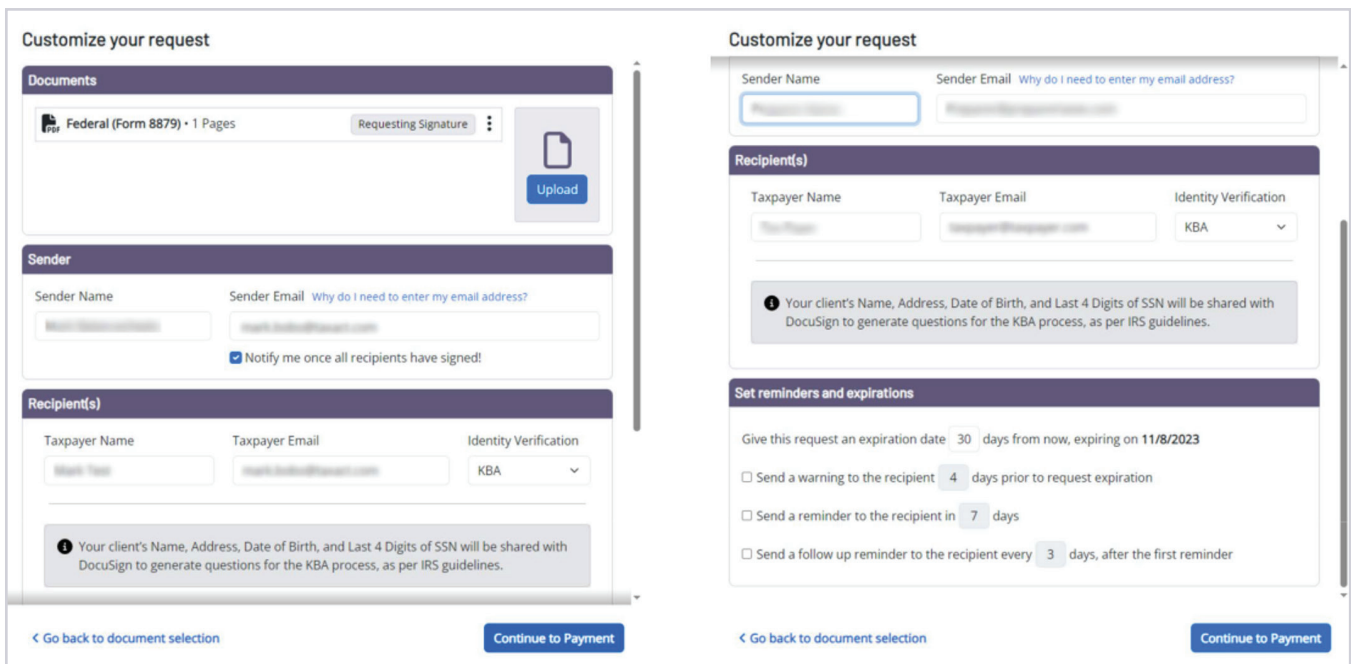 Customize your request
Documents
PDF Federal (Form 8879) • 1 Pages Requesting Signature
Upload
Sender
Sender Name Sender Email Why do I need to enter my email address?
Notify me once all recipients have signed!
Recipient(s)
Taxpayer Name Taxpayer Email Identity Verification
KBA
Your client's Name, Address, Date of Birth, and Last 4 Digits of SSN will be shared with
DocuSign to generate questions for the KBA process, as per IRS guidelines.
< Go back to document selection Continue to Payment
Customize your request
Sender Name Sender Email Why do I need to enter my email address?
Recipient(s)
Taxpayer Name Taxpayer Email Identity Verification
KBA
Your client's Name, Address, Date of Birth, and Last 4 Digits of SSN will be shared with
DocuSign to generate questions for the KBA process, as per IRS guidelines.
Set reminders and expirations
Give this request an expiration date 30 days from now, expiring on 11/8/2023
Send a warning to the recipient 4 days prior to request expiration
Send a reminder to the recipient in 7 days
Send a follow up reminder to the recipient every 3 days, after the first reminder
< Go back to document selection Continue to Payment